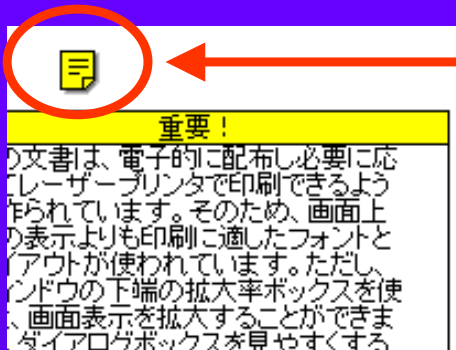 重要！
の文書は、電子的に配布し必要に応
てレーザープリンタで印刷できるよう
作られています。そのため、画面上
の表示よりも印刷に適したフォントと
イアウトが使われています。ただし、
ィンドウの下端の拡大率ボックスを使
、画面表示を拡大することができま
ダイアログボックスを見やすくする